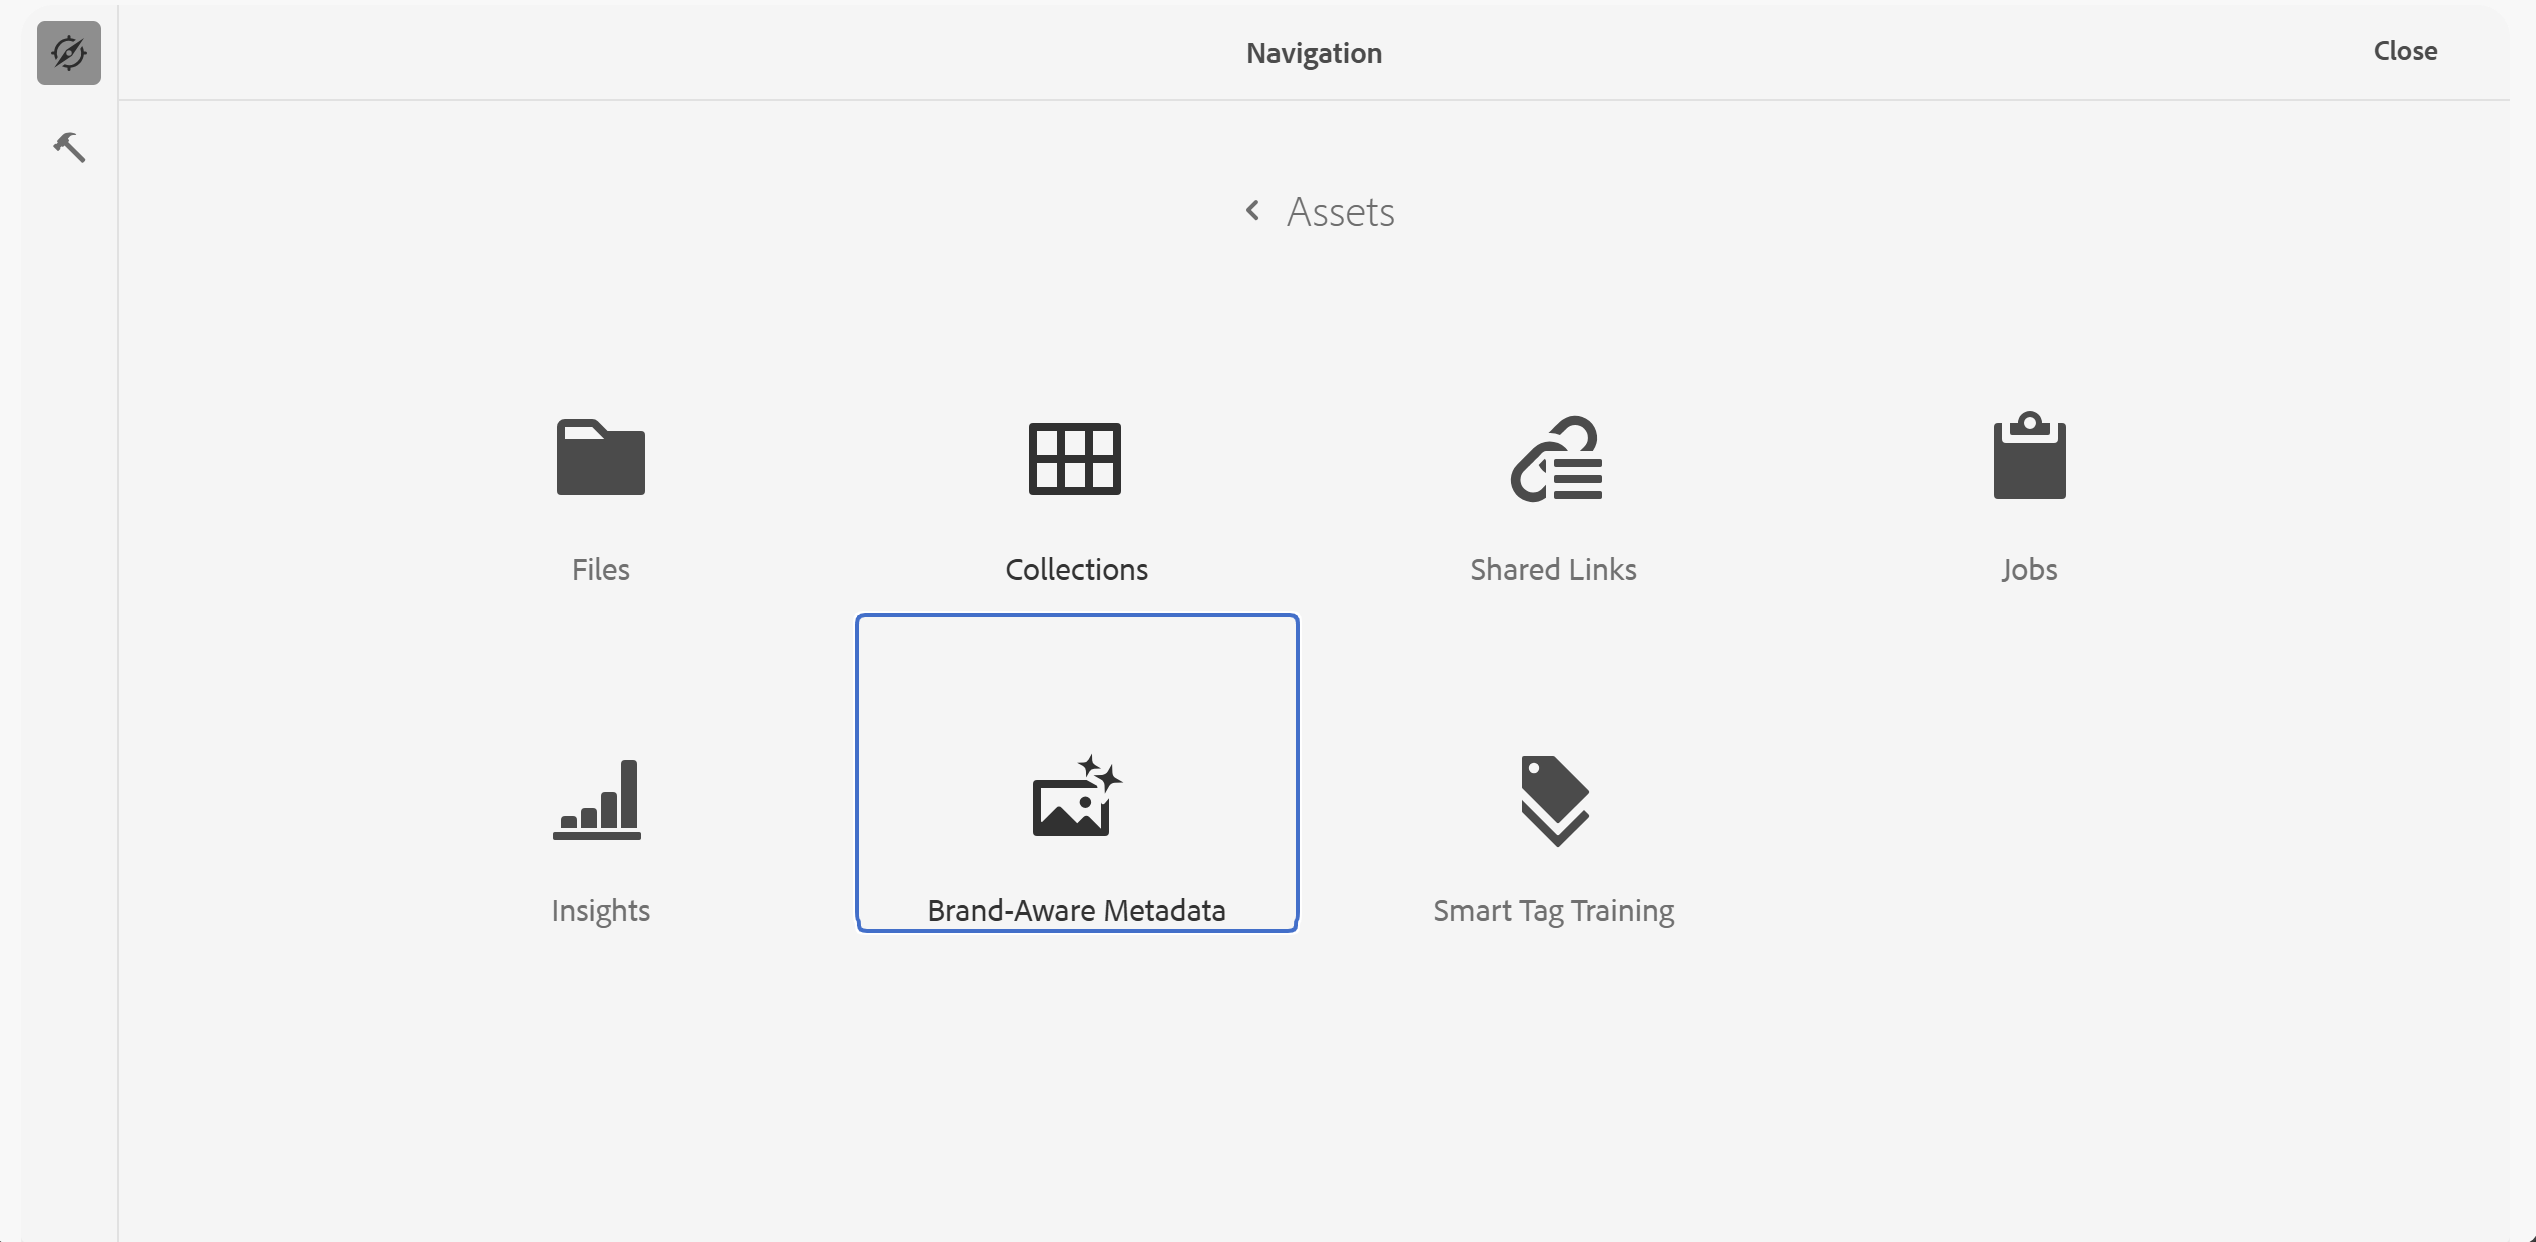 Navigation
Close
Assets
Files
Collections
Shared Links
Jobs
Insights
Brand-Aware Metadata
Smart Tag Training